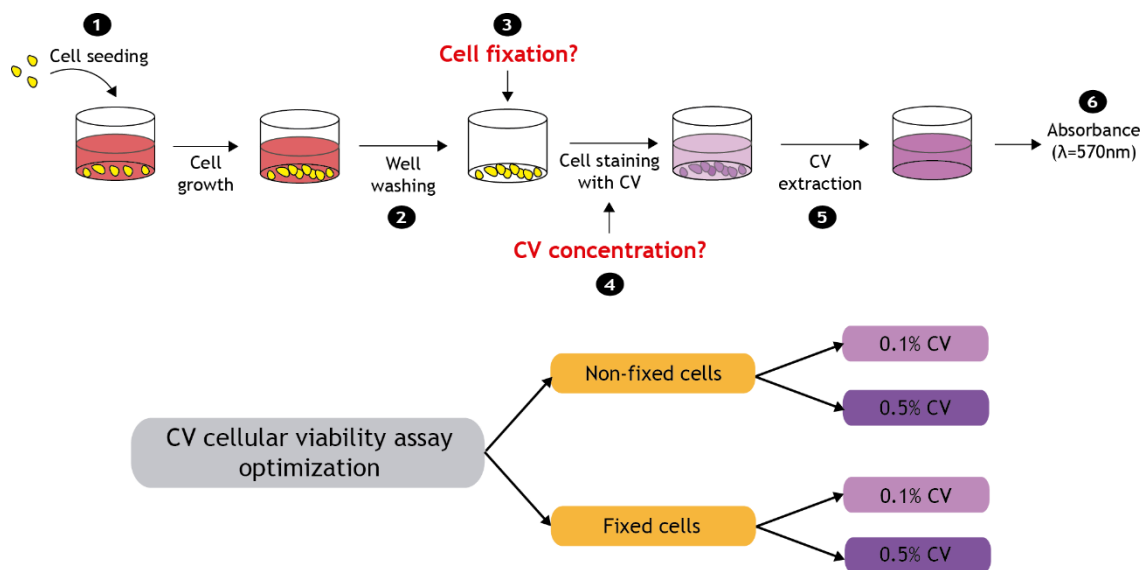 1
Cell seeding
Cell
growth
Well
washing
2
3
Cell fixation?
Cell staining
with CV
CV concentration?
4
CV
extraction
5
6
Absorbance
(λ=570nm)
CV cellular viability assay
optimization
Non-fixed cells
0.1% CV
0.5% CV
Fixed cells
0.1% CV
0.5% CV